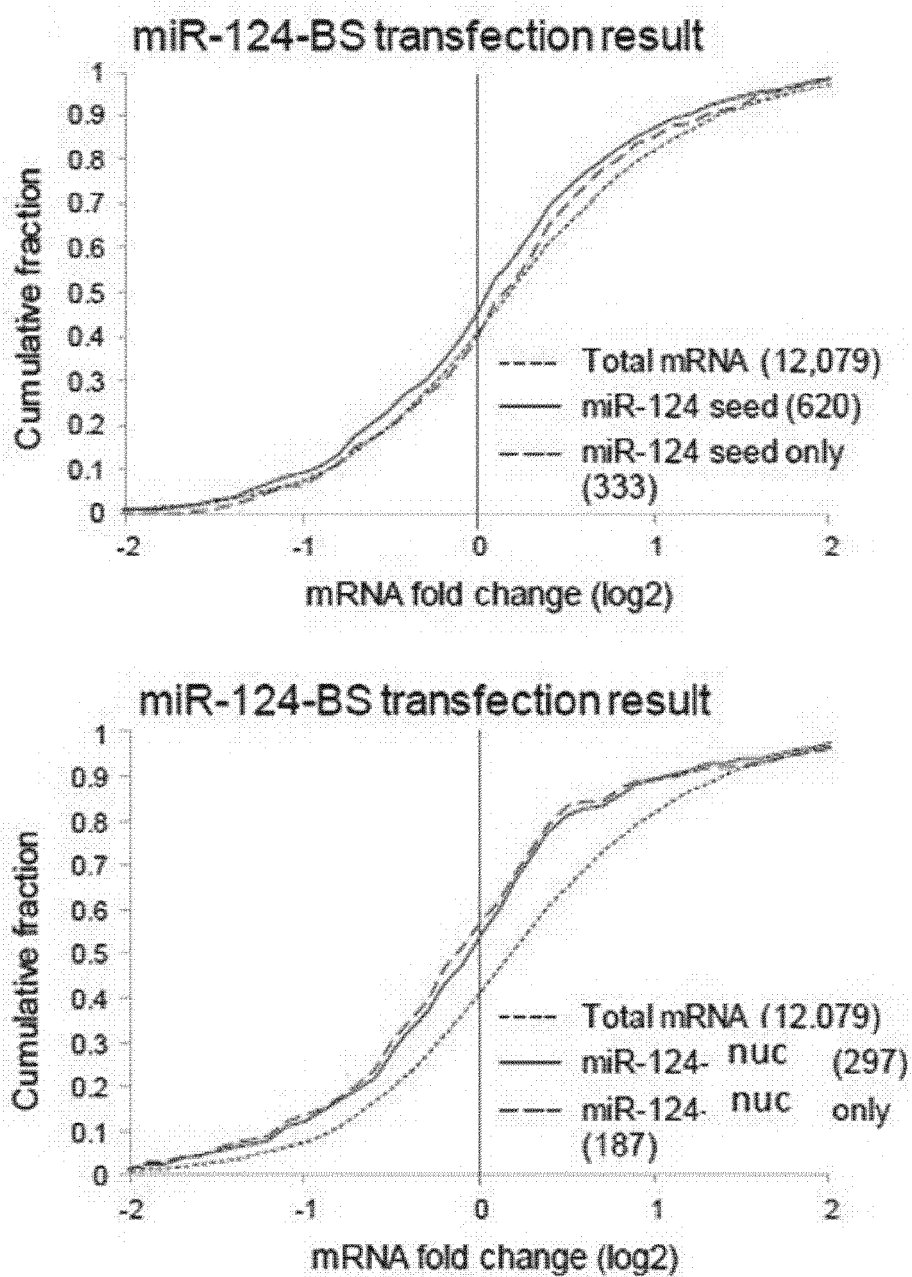 miR-124-BS transfection result
1
0.9
0.8
0.7
0.6
0.5
0.4
0.3
0.2
0.1
0
Cumulative fraction
Total mRNA (12,079)
miR-124 seed (620)
miR-124 seed only
(333)
-2 -1 0 1 2
mRNA fold change (log2)
miR-124-BS transfection result
1
0.9
0.8
0.7
0.6
0.5
0.4
0.3
0.2
0.1
0
Cumulative fraction
Total mRNA (12.079)
miR-124- nuc (297)
miR-124- nuc only
(187)
-2 -1 0 1 2
mRNA fold change (log2)